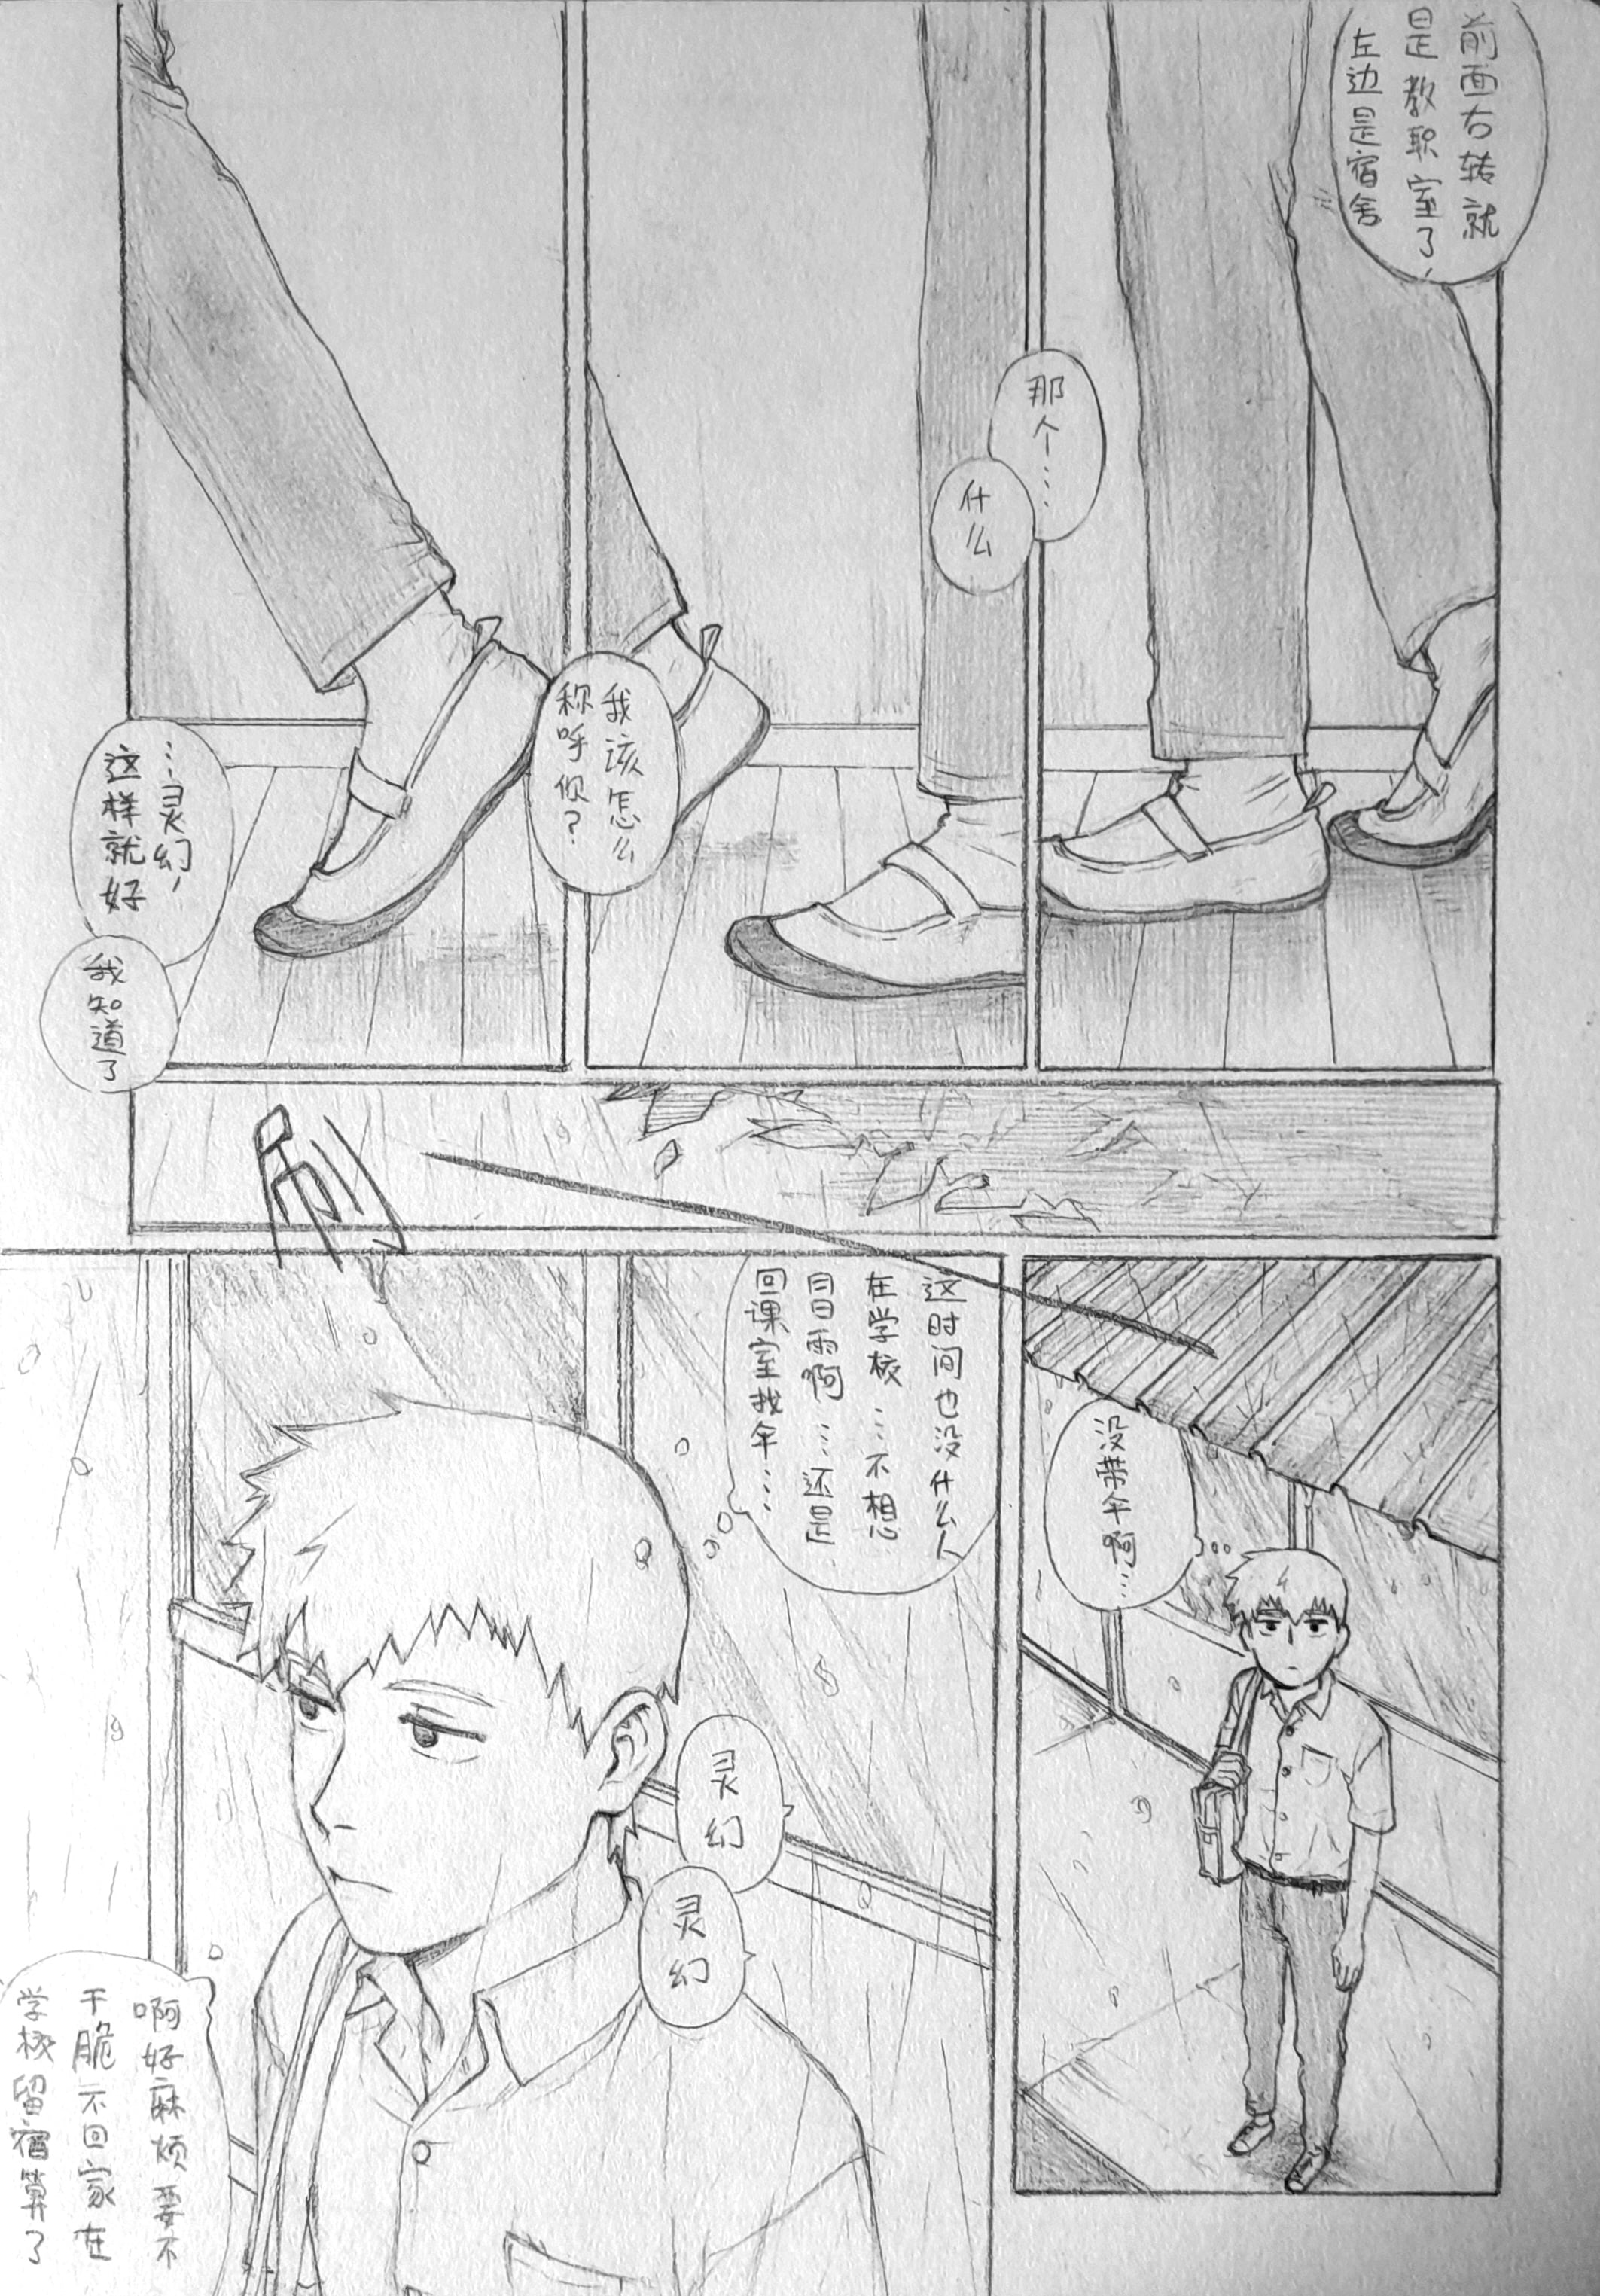 前面右转就
是教职室了，
左边是宿舍
那个……
什么
我该怎么
称呼你？
…灵幻，
这样就好
我知道了
刷
没带伞啊…
这时间也没什么人
在学校…不想
冒雨啊…还是
回课室找伞……
灵幻
灵幻
啊好麻烦要不
干脆不回家在
学校留宿算了